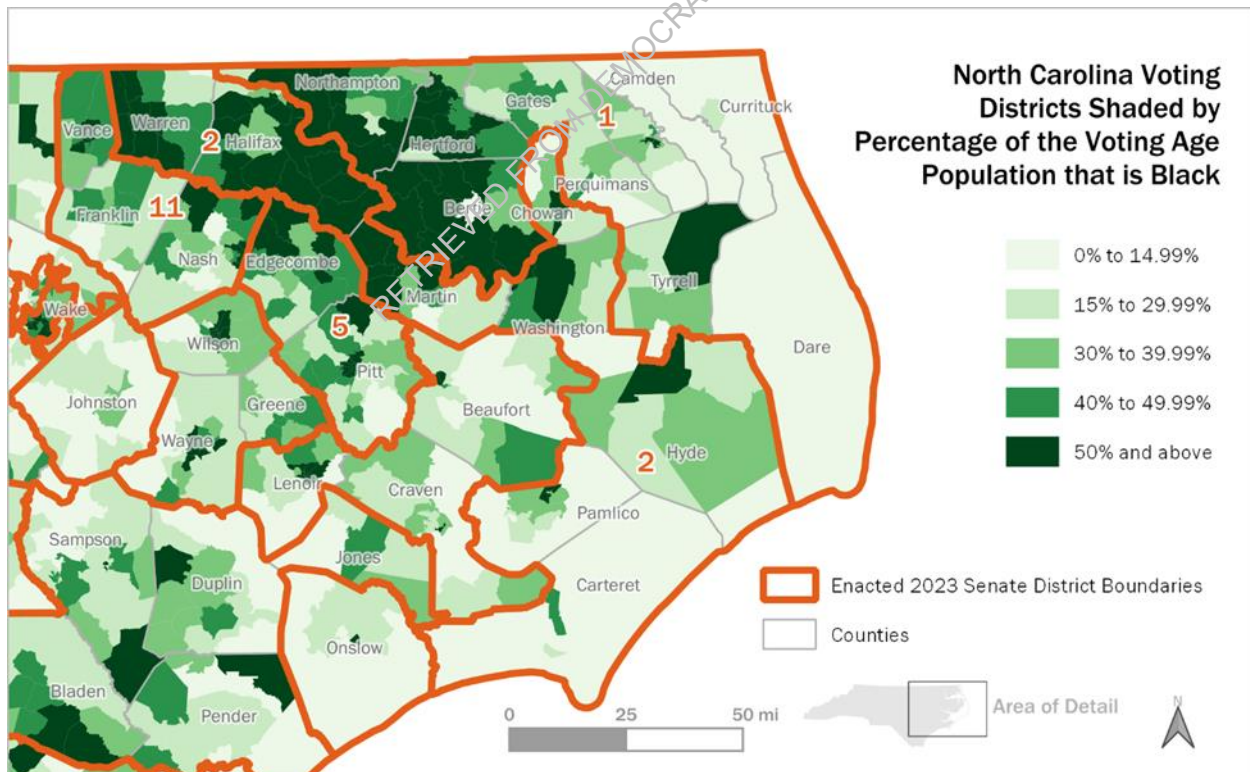 RETRIEVED FROM DEMOCRA
North Carolina Voting
Districts Shaded by
Percentage of the Voting Age
Population that is Black
0% to 14.99%
15% to 29.99%
30% to 39.99%
40% to 49.99%
50% and above
Enacted 2023 Senate District Boundaries
Counties
Area of Detail
N
0 25 50 mi
Northampton
Camden
Gates
1
Currituck
Vance
Warren
2
Halifax
Hertford
Perquimans
Franklin
11
Bertie
Chowan
Nash
Edgecombe
Tyrrell
Martin
Wake
5
Washington
Wilson
Dare
Pitt
Johnston
Greene
Beaufort
Wayne
2
Hyde
Lenoir
Craven
Pamlico
Sampson
Jones
Duplin
Carteret
Onslow
Bladen
Pender